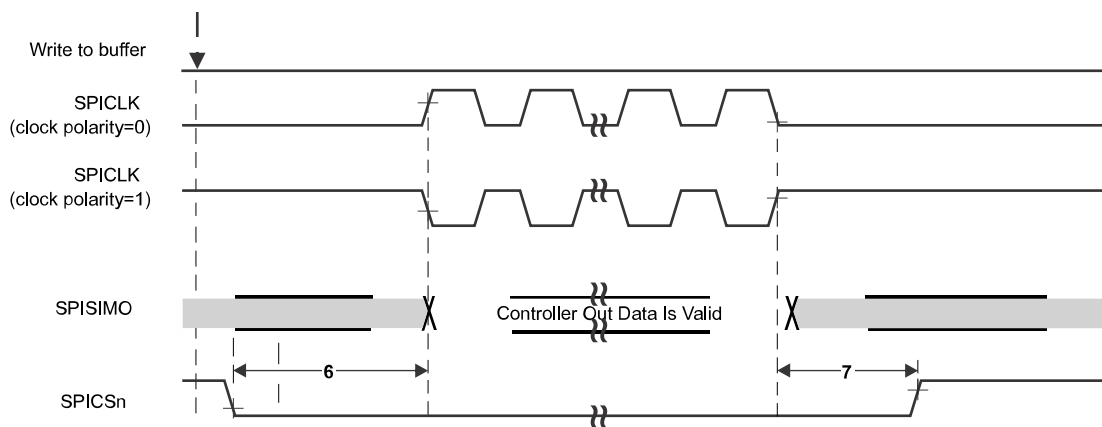 Write to buffer
SPICLK
(clock polarity=0)
SPICLK
(clock polarity=1)
SPISIMO
Controller Out Data Is Valid
6
7
SPICSn